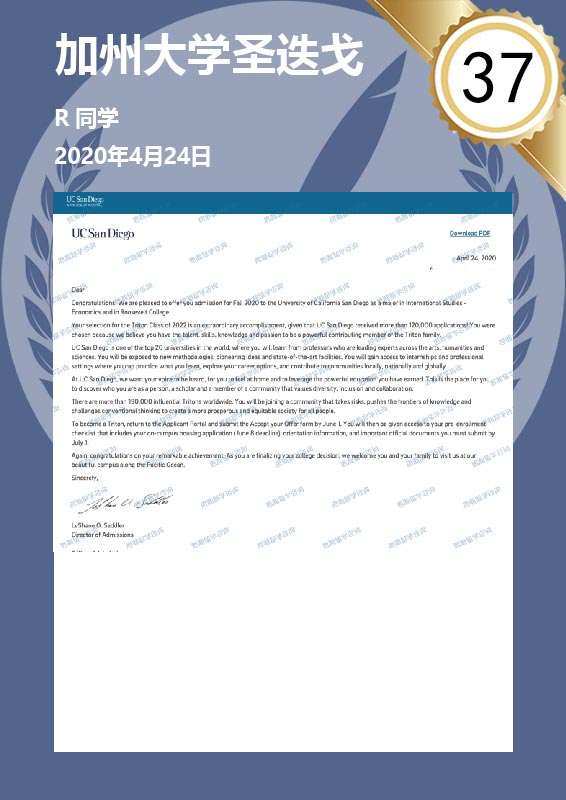 加州大学圣迭戈
37
R 同学
2020年4月24日
UC San Diego
UC San Diego
Download PDF
April 24, 2020
Dear
Congratulations! We are pleased to offer you admission for Fall 2020 to the University of California San Diego as a major in International Studies -
Economics and in Roosevelt College.
Your selection for the Triton Class of 2022 is an extraordinary accomplishment, given that UC San Diego received more than 120,000 applications! You were
chosen because we believe you have the talent, skills, knowledge and passion to be a powerful contributing member of the Triton family.
UC San Diego is one of the top 20 universities in the world, where you will learn from professors who are leading experts across the arts, humanities and
sciences. You will be exposed to new methodologies, pioneering ideas and state-of-the-art facilities. You will gain access to internships and professional
settings where you can practice what you learn, explore your career options, and contribute in communities locally, nationally and globally.
At UC San Diego, we want your voice to be heard, for you to feel at home and to leverage the powerful education you have earned. This is the place for you
to discover who you are as a person, a scholar and a member of a community that values diversity, inclusion and collaboration.
There are more than 190,000 influential Tritons worldwide. You will be joining a community that takes risks, pushes the frontiers of knowledge and
challenges conventional thinking to create a more prosperous and equitable society for all people.
To become a Triton, return to the Applicant Portal and submit the Accept your Offer form by June 1. You will then be given access to your pre-enrollment
checklist that includes your on-campus housing application (June 8 deadline), orientation information, and important official documents you must submit by
July 1.
Again, congratulations on your remarkable achievement. As you are finalizing your college decision, we welcome you and your family to visit us at our
beautiful campus along the Pacific Ocean.
Sincerely,
LeShane O. Saddler
Director of Admissions